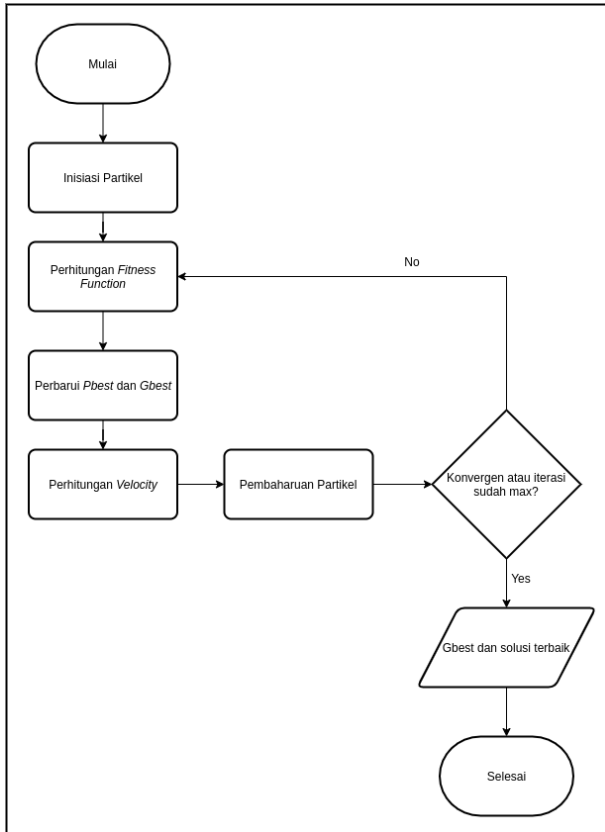 Mulai
Inisiasi Partikel
Perhitungan Fitness
Function
Perbarui Pbest dan Gbest
Perhitungan Velocity
Pembaharuan Partikel
Konvergen atau iterasi
sudah max?
No
Yes
Gbest dan solusi terbaik
Selesai